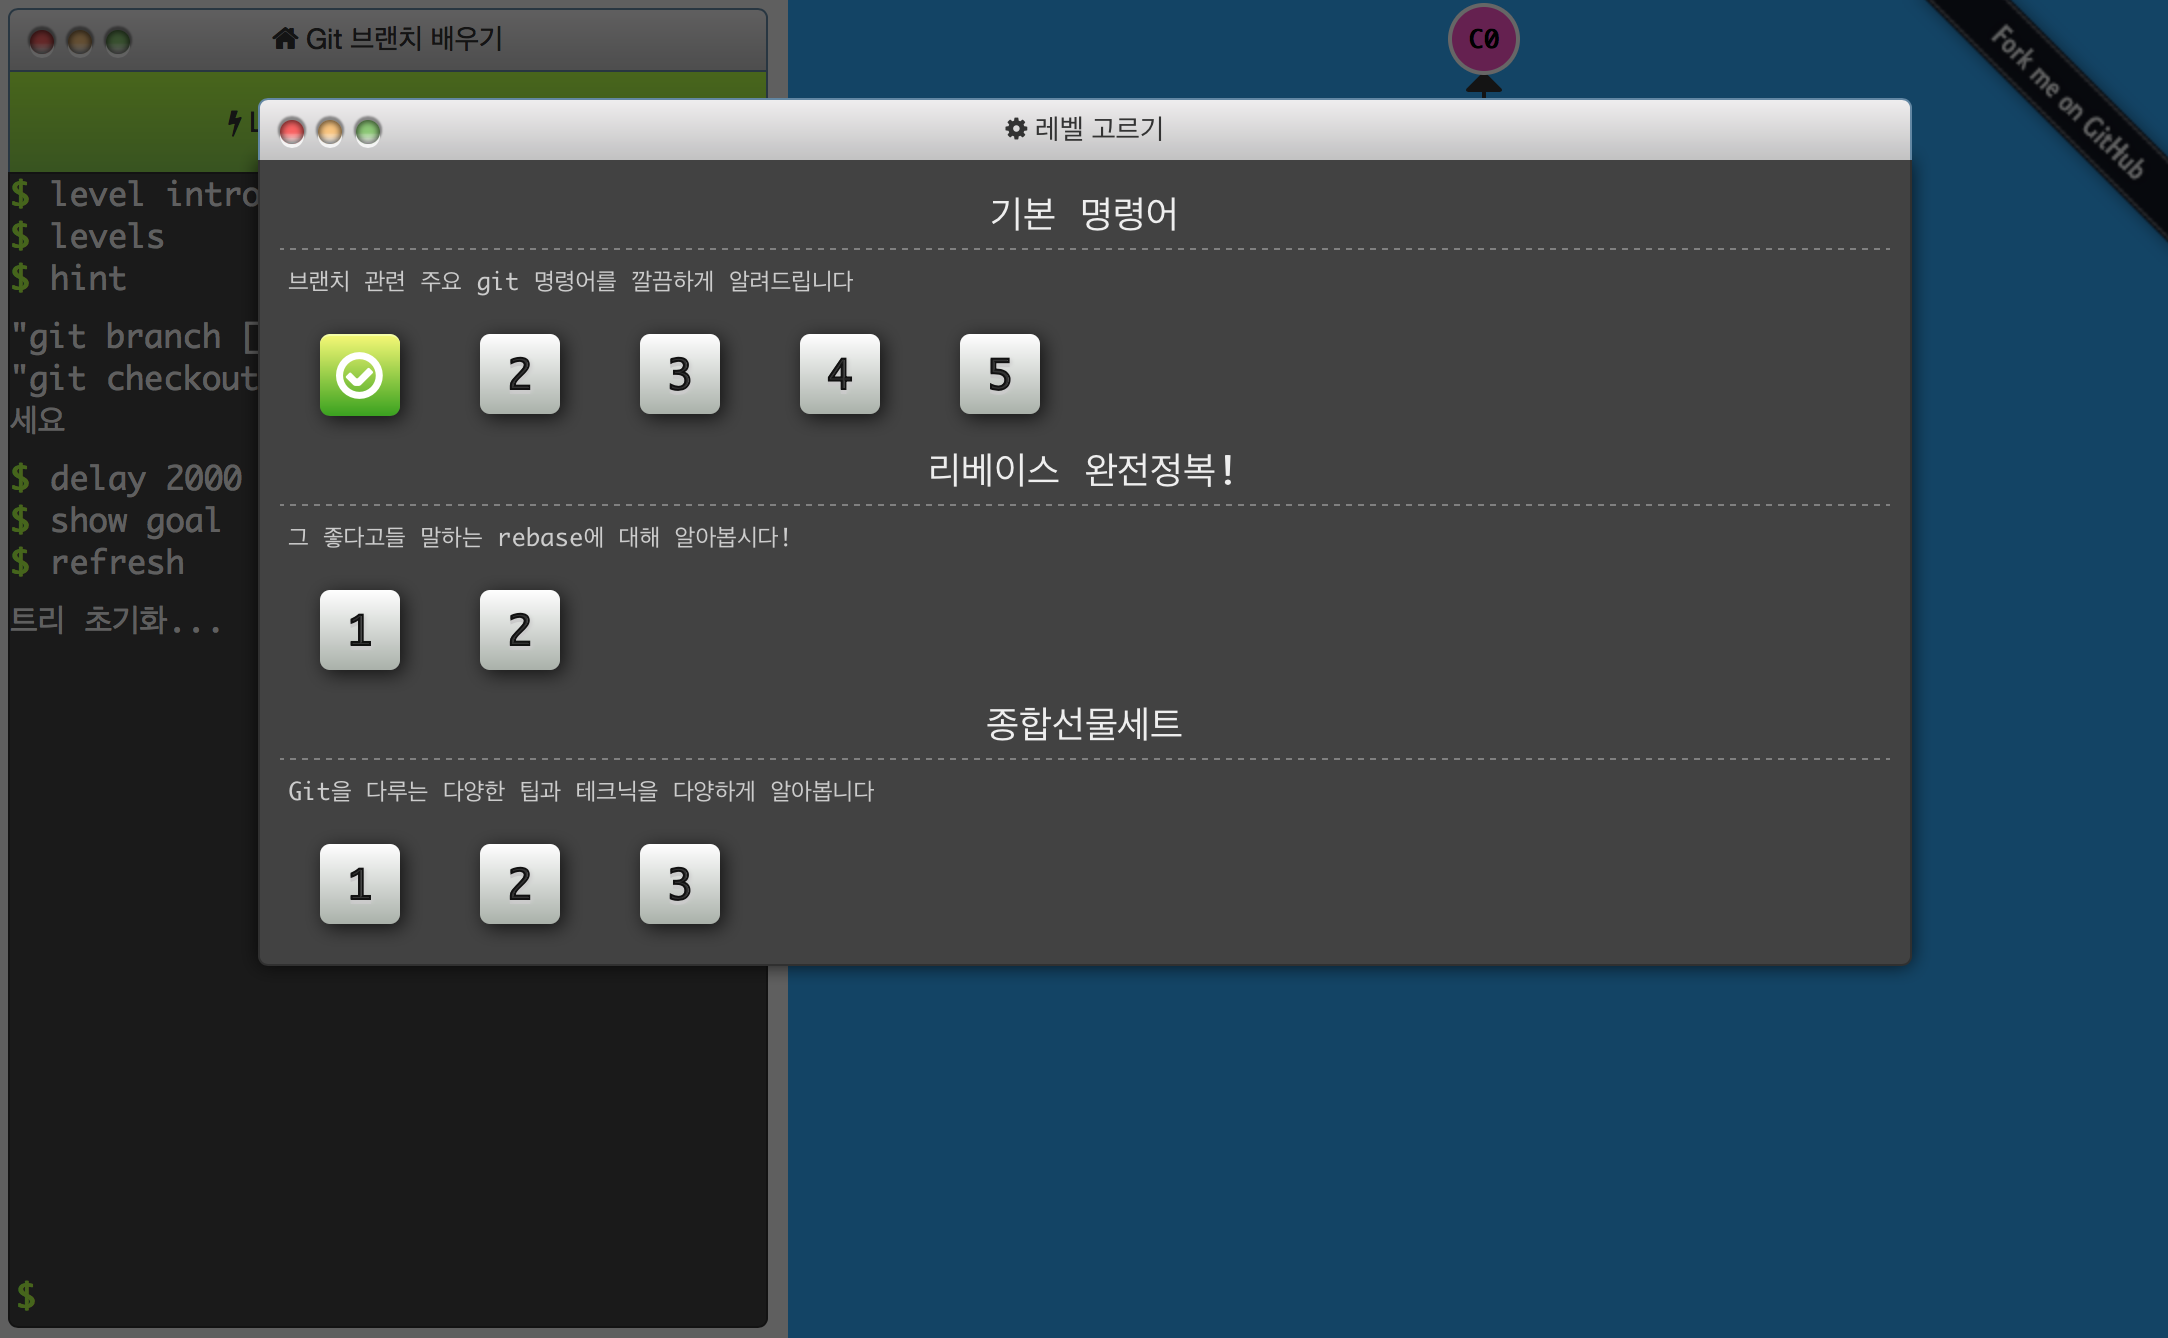 Git 브랜치 배우기
$ level intro
$ levels
$ hint
"git branch [
"git checkout
세요
$ delay 2000
$ show goal
$ refresh
트리 초기화...
$
레벨 고르기
기본 명령어
브랜치 관련 주요 git 명령어를 깔끔하게 알려드립니다
2 3 4 5
리베이스 완전정복!
그 좋다고들 말하는 rebase에 대해 알아봅시다!
1 2
종합선물세트
Git을 다루는 다양한 팁과 테크닉을 다양하게 알아봅니다
1 2 3
C0
Fork me on GitHub